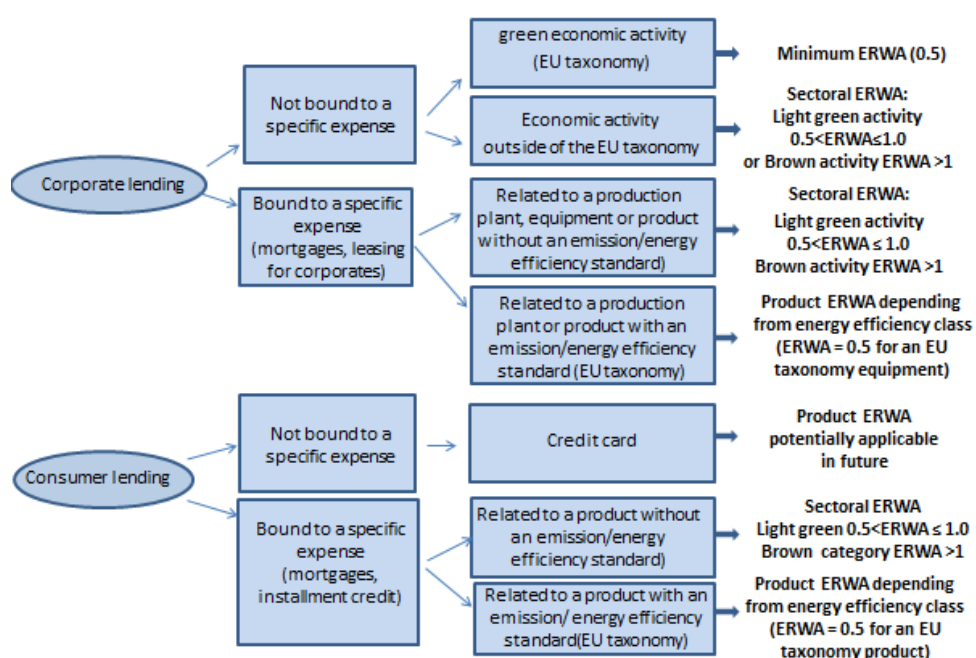 green economic activity
(EU taxonomy)
Minimum ERWA (0.5)
Not bound to a
specific expense
Economic activity
outside of the EU taxonomy
Sectoral ERWA:
Light green activity
0.5<ERWA≤1.0
or Brown activity ERWA >1
Corporate lending
Bound to a specific
expense
(mortgages, leasing
for corporates)
Related to a production
plant, equipment or product
without an emission/energy
efficiency standard)
Sectoral ERWA:
Light green activity
0.5<ERWA ≤ 1.0
Brown activity ERWA >1
Related to a production
plant or product with an
emission/energy efficiency
standard (EU taxonomy)
Product ERWA depending
from energy efficiency class
(ERWA = 0.5 for an EU
taxonomy equipment)
Consumer lending
Not bound to a
specific expense
Credit card
Product ERWA
potentially applicable
in future
Bound to a specific
expense
(mortgages,
installment credit)
Related to a product without
an emission/energy
efficiency standard)
Sectoral ERWA
Light green 0.5<ERWA ≤ 1.0
Brown category ERWA >1
Related to a product with an
emission/ energy efficiency
standard(EU taxonomy)
Product ERWA depending
from energy efficiency class
(ERWA = 0.5 for an EU
taxonomy product)